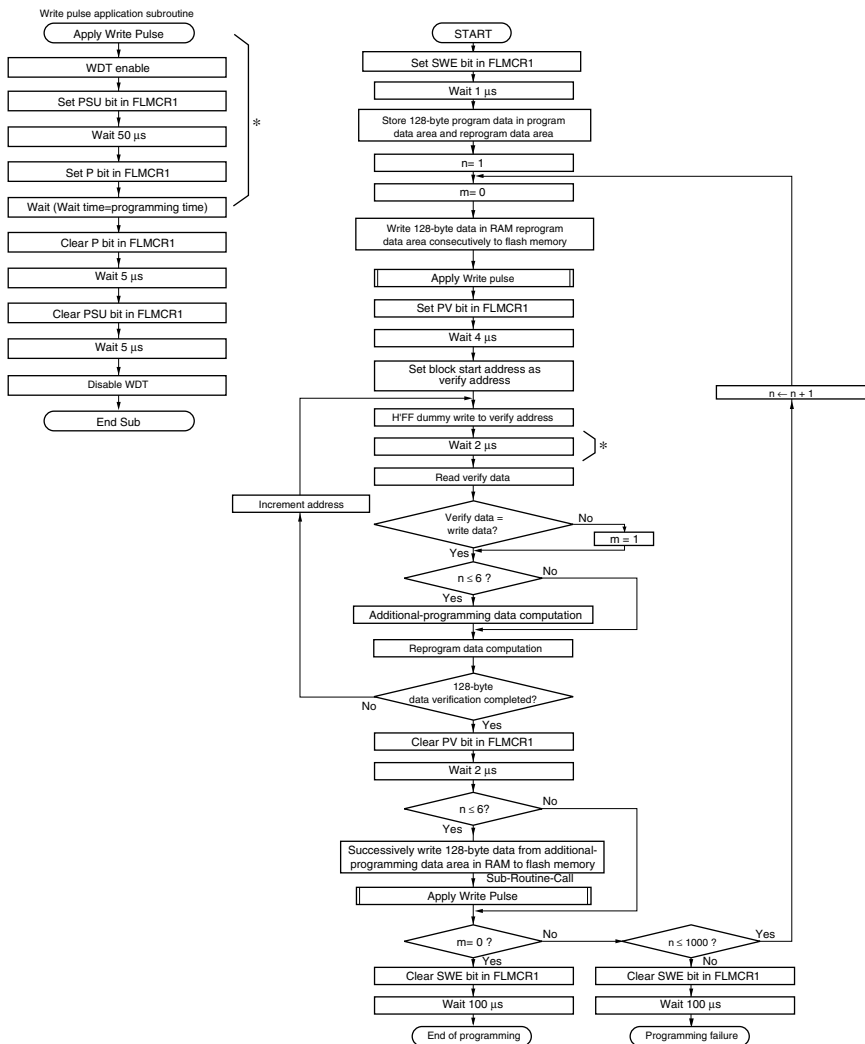 Write pulse application subroutine
Apply Write Pulse
WDT enable
Set PSU bit in FLMCR1
Wait 50 μs
*
Set P bit in FLMCR1
Wait (Wait time=programming time)
Clear P bit in FLMCR1
Wait 5 μs
Clear PSU bit in FLMCR1
Wait 5 μs
Disable WDT
End Sub
START
Set SWE bit in FLMCR1
Wait 1 μs
Store 128-byte program data in program
data area and reprogram data area
n= 1
m= 0
Write 128-byte data in RAM reprogram
data area consecutively to flash memory
Apply Write pulse
Set PV bit in FLMCR1
Wait 4 μs
Set block start address as
verify address
n ← n + 1
H'FF dummy write to verify address
Wait 2 μs
*
Read verify data
Increment address
Verify data =
write data?
No
m = 1
Yes
n ≤ 6 ?
No
Yes
Additional-programming data computation
Reprogram data computation
128-byte
data verification completed?
No
Yes
Clear PV bit in FLMCR1
Wait 2 μs
n ≤ 6?
No
Yes
Successively write 128-byte data from additional-
programming data area in RAM to flash memory
Sub-Routine-Call
Apply Write Pulse
m= 0 ?
No
n ≤ 1000 ?
Yes
Yes
No
Clear SWE bit in FLMCR1
Clear SWE bit in FLMCR1
Wait 100 μs
Wait 100 μs
End of programming
Programming failure